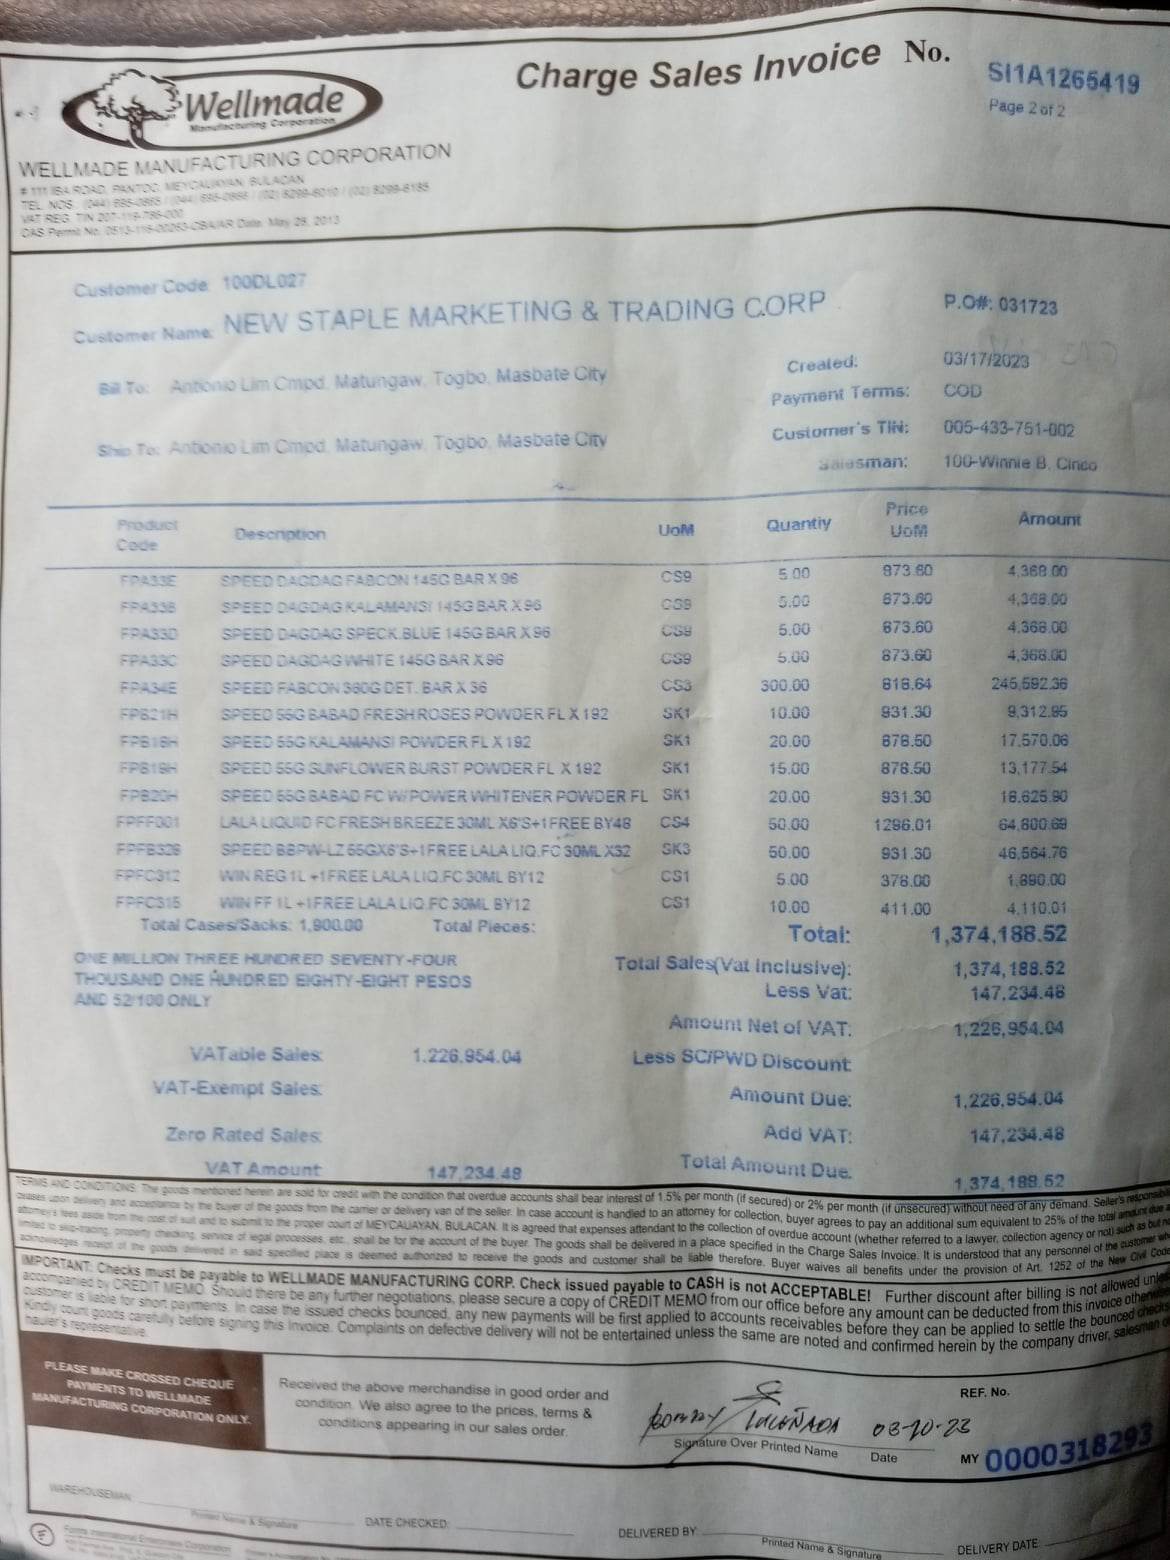 Charge Sales Invoice No. SI1A1265419
Page 2 of 2
Wellmade
Manufacturing Corporation
WELLMADE MANUFACTURING CORPORATION
# 111 IBA ROAD, PANTOC, MEYCAUAYAN, BULACAN
TEL. NOS. (044) 695-0865 / (044) 695-0866 / (02) 8299-6010 / (02) 8299-6185
VAT REG. TIN 207-119-786-000
CAS Permit No. 0513-116-00263-CBA/AR Date: May 28, 2013
Customer Code: 100DL027
Customer Name: NEW STAPLE MARKETING & TRADING CORP
P.O#: 031723
Bill To: Antonio Lim Cmpd. Matungaw, Togbo, Masbate City
Created: 03/17/2023
Payment Terms: COD
Ship To: Antionio Lim Cmpd. Matungaw, Togbo, Masbate City
Customer's TIN: 005-433-751-002
Salesman: 100-Winnie B. Cinco
Product Code Description UoM Quantiy Price UoM Amount
FPA33E SPEED DAGDAG FABCON 145G BAR X 96 CS9 5.00 873.60 4,368.00
FPA33B SPEED DAGDAG KALAMANSI 145G BAR X 96 CS9 5.00 873.60 4,368.00
FPA33D SPEED DAGDAG SPECK.BLUE 145G BAR X 96 CS9 5.00 873.60 4,368.00
FPA33C SPEED DAGDAG WHITE 145G BAR X 96 CS9 5.00 873.60 4,368.00
FPA34E SPEED FABCON 360G DET. BAR X 36 CS3 300.00 818.64 245,592.36
FPB21H SPEED 55G BABAD FRESH ROSES POWDER FL X 192 SK1 10.00 931.30 9,312.95
FPB18H SPEED 55G KALAMANSI POWDER FL X 192 SK1 20.00 878.50 17,570.06
FPB19H SPEED 55G SUNFLOWER BURST POWDER FL X 192 SK1 15.00 878.50 13,177.54
FPB20H SPEED 55G BABAD FC W/POWER WHITENER POWDER FL SK1 20.00 931.30 18,625.90
FPFF001 LALA LIQUID FC FRESH BREEZE 30ML X6'S+1 FREE BY48 CS4 50.00 1296.01 64,800.69
FPFB326 SPEED BBPW-LZ 55GX6'S+1 FREE LALA LIQ.FC 30ML X32 SK3 50.00 931.30 46,564.76
FPFC312 WIN REG 1L +1FREE LALA LIQ.FC 30ML BY12 CS1 5.00 378.00 1,890.00
FPFC315 WIN FF 1L +1FREE LALA LIQ.FC 30ML BY12 CS1 10.00 411.00 4,110.01
Total Cases/Sacks: 1,900.00 Total Pieces: Total: 1,374,188.52
ONE MILLION THREE HUNDRED SEVENTY-FOUR
THOUSAND ONE HUNDRED EIGHTY-EIGHT PESOS
AND 52/100 ONLY
Total Sales(Vat Inclusive): 1,374,188.52
Less Vat: 147,234.48
Amount Net of VAT: 1,226,954.04
VATable Sales: 1,226,954.04 Less SC/PWD Discount
VAT-Exempt Sales: Amount Due: 1,226,954.04
Zero Rated Sales: Add VAT: 147,234.48
VAT Amount 147,234.48 Total Amount Due: 1,374,188.52
TERMS AND CONDITIONS: The goods mentioned herein are sold for credit with the condition that overdue accounts shall bear interest of 1.5% per month (if secured) or 2% per month (if unsecured) without need of any demand. Seller's
ceases upon delivery and acceptance by the buyer of the goods from the carrier or delivery van of the seller. In case account is handled to an attorney for collection, buyer agrees to pay an additional sum equivalent to 25% of the total amount due
attorney's fees aside from the cost of suit and to submit to the proper court of MEYCAUAYAN, BULACAN. It is agreed that expenses attendant to the collection of overdue account (whether referred to a lawyer, collection agency or not) such as but
limited to skip-tracing, property checking, service of legal processes, etc. shall be for the account of the buyer. The goods shall be delivered in a place specified in the Charge Sales Invoice. It is understood that any personnel of the customer
acknowledges receipt of the goods delivered in said specified place is deemed authorized to receive the goods and customer shall be liable therefore. Buyer waives all benefits under the provision of Art. 1252 of the New Civil Code
IMPORTANT: Checks must be payable to WELLMADE MANUFACTURING CORP. Check issued payable to CASH is not ACCEPTABLE! Further discount after billing is not allowed
accompanied by CREDIT MEMO. Should there be any further negotiations, please secure a copy of CREDIT MEMO from our office before any amount can be deducted from this invoice
customer is liable for short payments. In case the issued checks bounced, any new payments will be first applied to accounts receivables before they can be applied to settle the bounced
Kindly count goods carefully before signing this Invoice. Complaints on defective delivery will not be entertained unless the same are noted and confirmed herein by the company driver, salesman
hauler's representative.
PLEASE MAKE CROSSED CHEQUE
PAYMENTS TO WELLMADE
MANUFACTURING CORPORATION ONLY.
Received the above merchandise in good order and
condition. We also agree to the prices, terms &
conditions appearing in our sales order.
LUCEÑADA 03-20-23
Signature Over Printed Name Date
REF. No.
MY 0000318293
WAREHOUSEMAN
Printed Name & Signature
DATE CHECKED:
DELIVERED BY:
Printed Name & Signature
DELIVERY DATE: